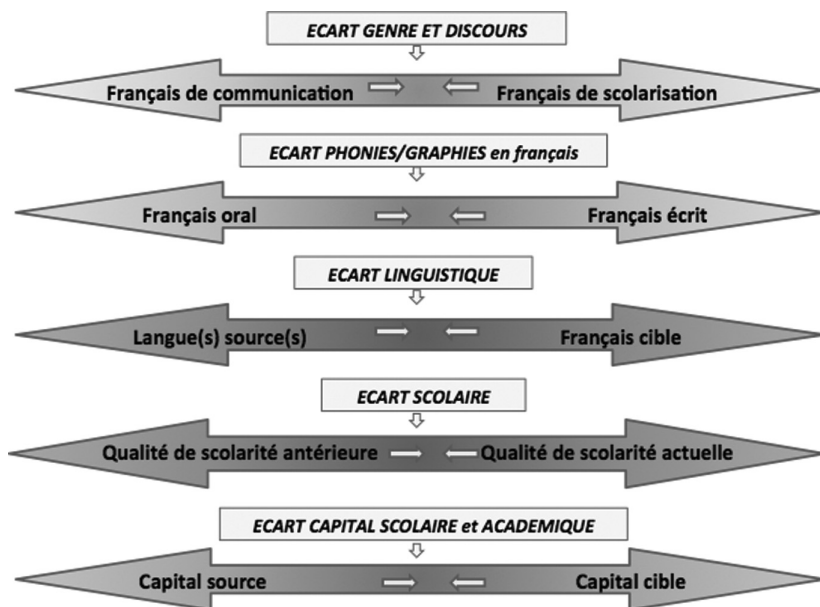 ECART GENRE ET DISCOURS
Français de communication
Français de scolarisation
ECART PHONIES/GRAPHIES en français
Français oral
Français écrit
ECART LINGUISTIQUE
Langue(s) source(s)
Français cible
ECART SCOLAIRE
Qualité de scolarité antérieure
Qualité de scolarité actuelle
ECART CAPITAL SCOLAIRE et ACADEMIQUE
Capital source
Capital cible